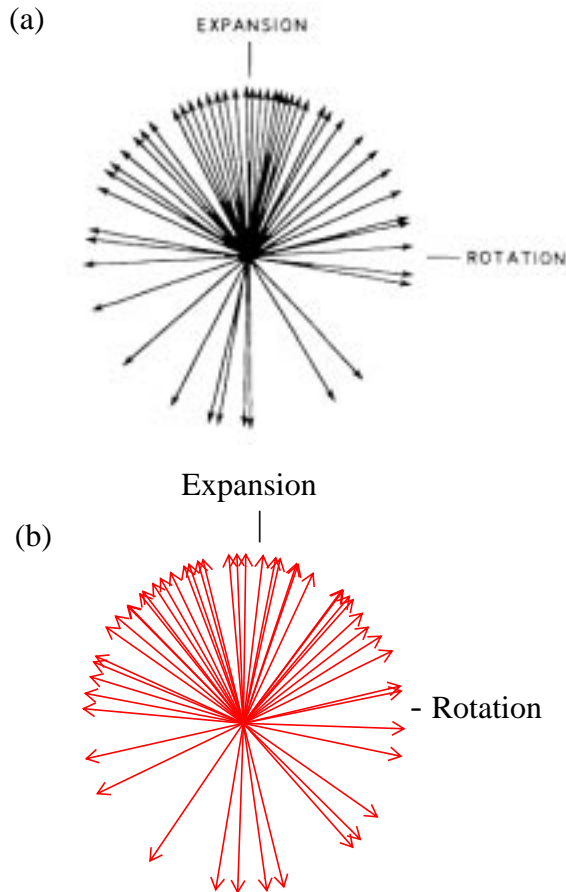 (a)
EXPANSION
ROTATION
Expansion
(b)
- Rotation